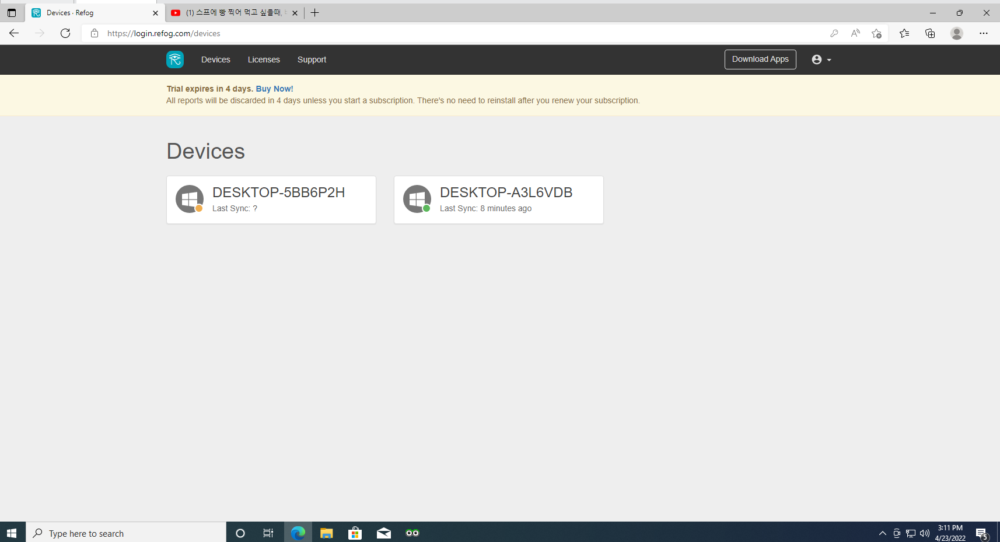 Devices · Refog
(1) 스프에 빵 찍어 먹고 싶을때,
https://login.refog.com/devices
Devices Licenses Support Download Apps
Trial expires in 4 days. Buy Now!
All reports will be discarded in 4 days unless you start a subscription. There's no need to reinstall after you renew your subscription.
Devices
DESKTOP-5BB6P2H
Last Sync: ?
DESKTOP-A3L6VDB
Last Sync: 8 minutes ago
Type here to search
3:11 PM
4/23/2022
5